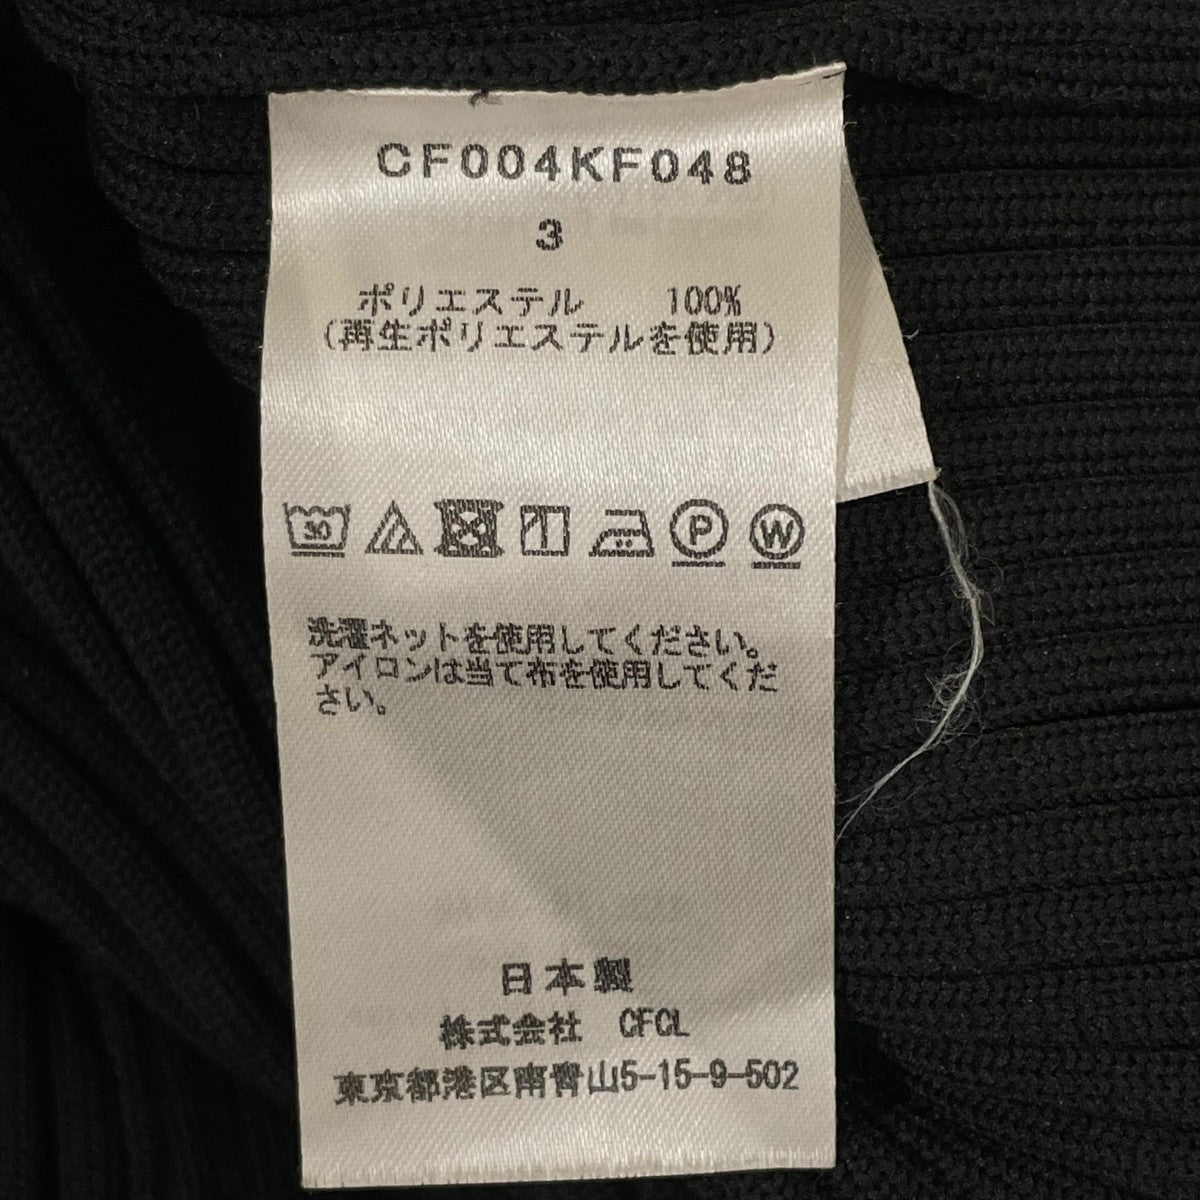 CF004KF048
3
ポリエステル 100%
(再生ポリエステルを使用)
30 P W
洗濯ネットを使用してください。
アイロンは当て布を使用してくだ
さい。
日本製
株式会社 CFCL
東京都港区南青山5-15-9-502